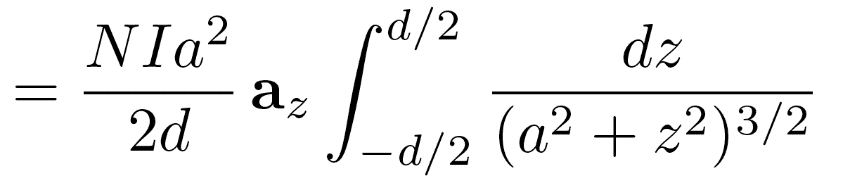 = \frac{NIa^2}{2d} \mathbf{a}_z \int_{-d/2}^{d/2} \frac{dz}{(a^2 + z^2)^{3/2}}